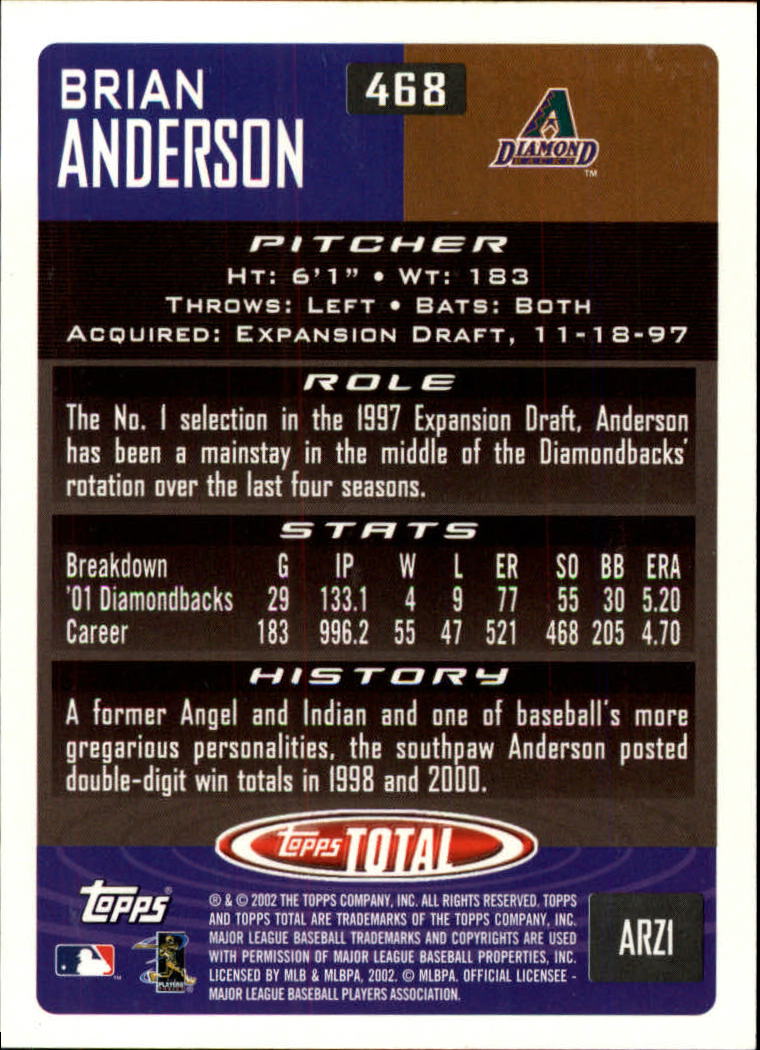 BRIAN
ANDERSON
468
DIAMOND
BACKS
TM
PITCHER
HT: 6'1" • WT: 183
THROWS: LEFT • BATS: BOTH
ACQUIRED: EXPANSION DRAFT, 11-18-97
ROLE
The No. 1 selection in the 1997 Expansion Draft, Anderson
has been a mainstay in the middle of the Diamondbacks'
rotation over the last four seasons.
STATS
Breakdown G IP W L ER SO BB ERA
'01 Diamondbacks 29 133.1 4 9 77 55 30 5.20
Career 183 996.2 55 47 521 468 205 4.70
HISTORY
A former Angel and Indian and one of baseball's more
gregarious personalities, the southpaw Anderson posted
double-digit win totals in 1998 and 2000.
Topps TOTAL
Topps®
® & © 2002 THE TOPPS COMPANY, INC. ALL RIGHTS RESERVED. TOPPS
AND TOPPS TOTAL ARE TRADEMARKS OF THE TOPPS COMPANY, INC.
MAJOR LEAGUE BASEBALL TRADEMARKS AND COPYRIGHTS ARE USED
WITH PERMISSION OF MAJOR LEAGUE BASEBALL PROPERTIES, INC.
LICENSED BY MLB & MLBPA, 2002. © MLBPA. OFFICIAL LICENSEE -
MAJOR LEAGUE BASEBALL PLAYERS ASSOCIATION.
PLAYERS
ARZ1